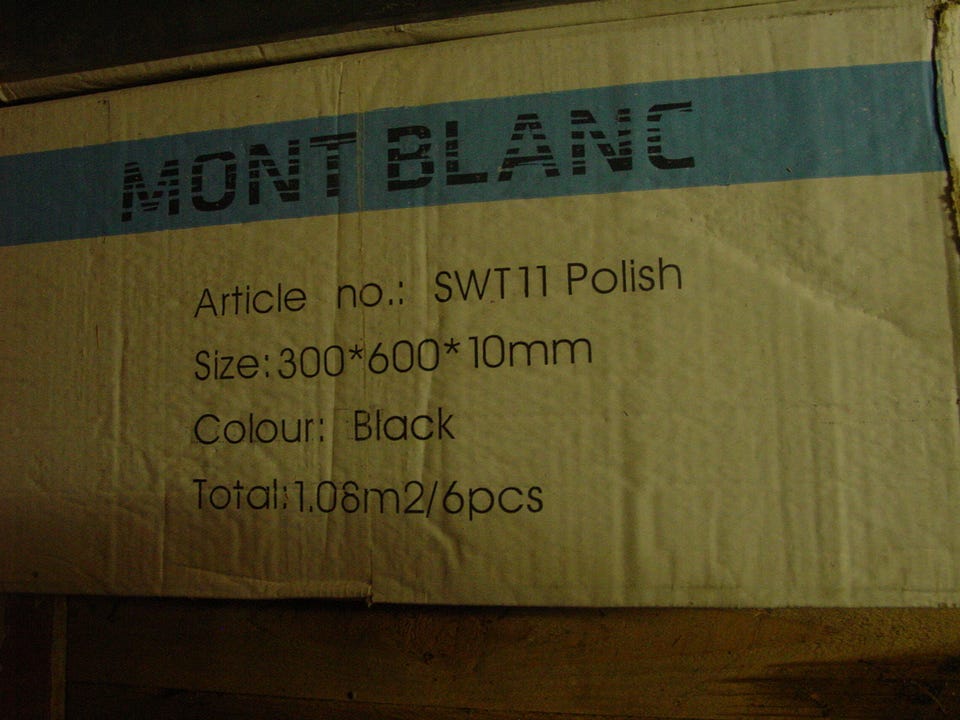 MONT BLANC
Article no.: SWT11 Polish
Size:300*600*10mm
Colour: Black
Total:1.08m2/6pcs